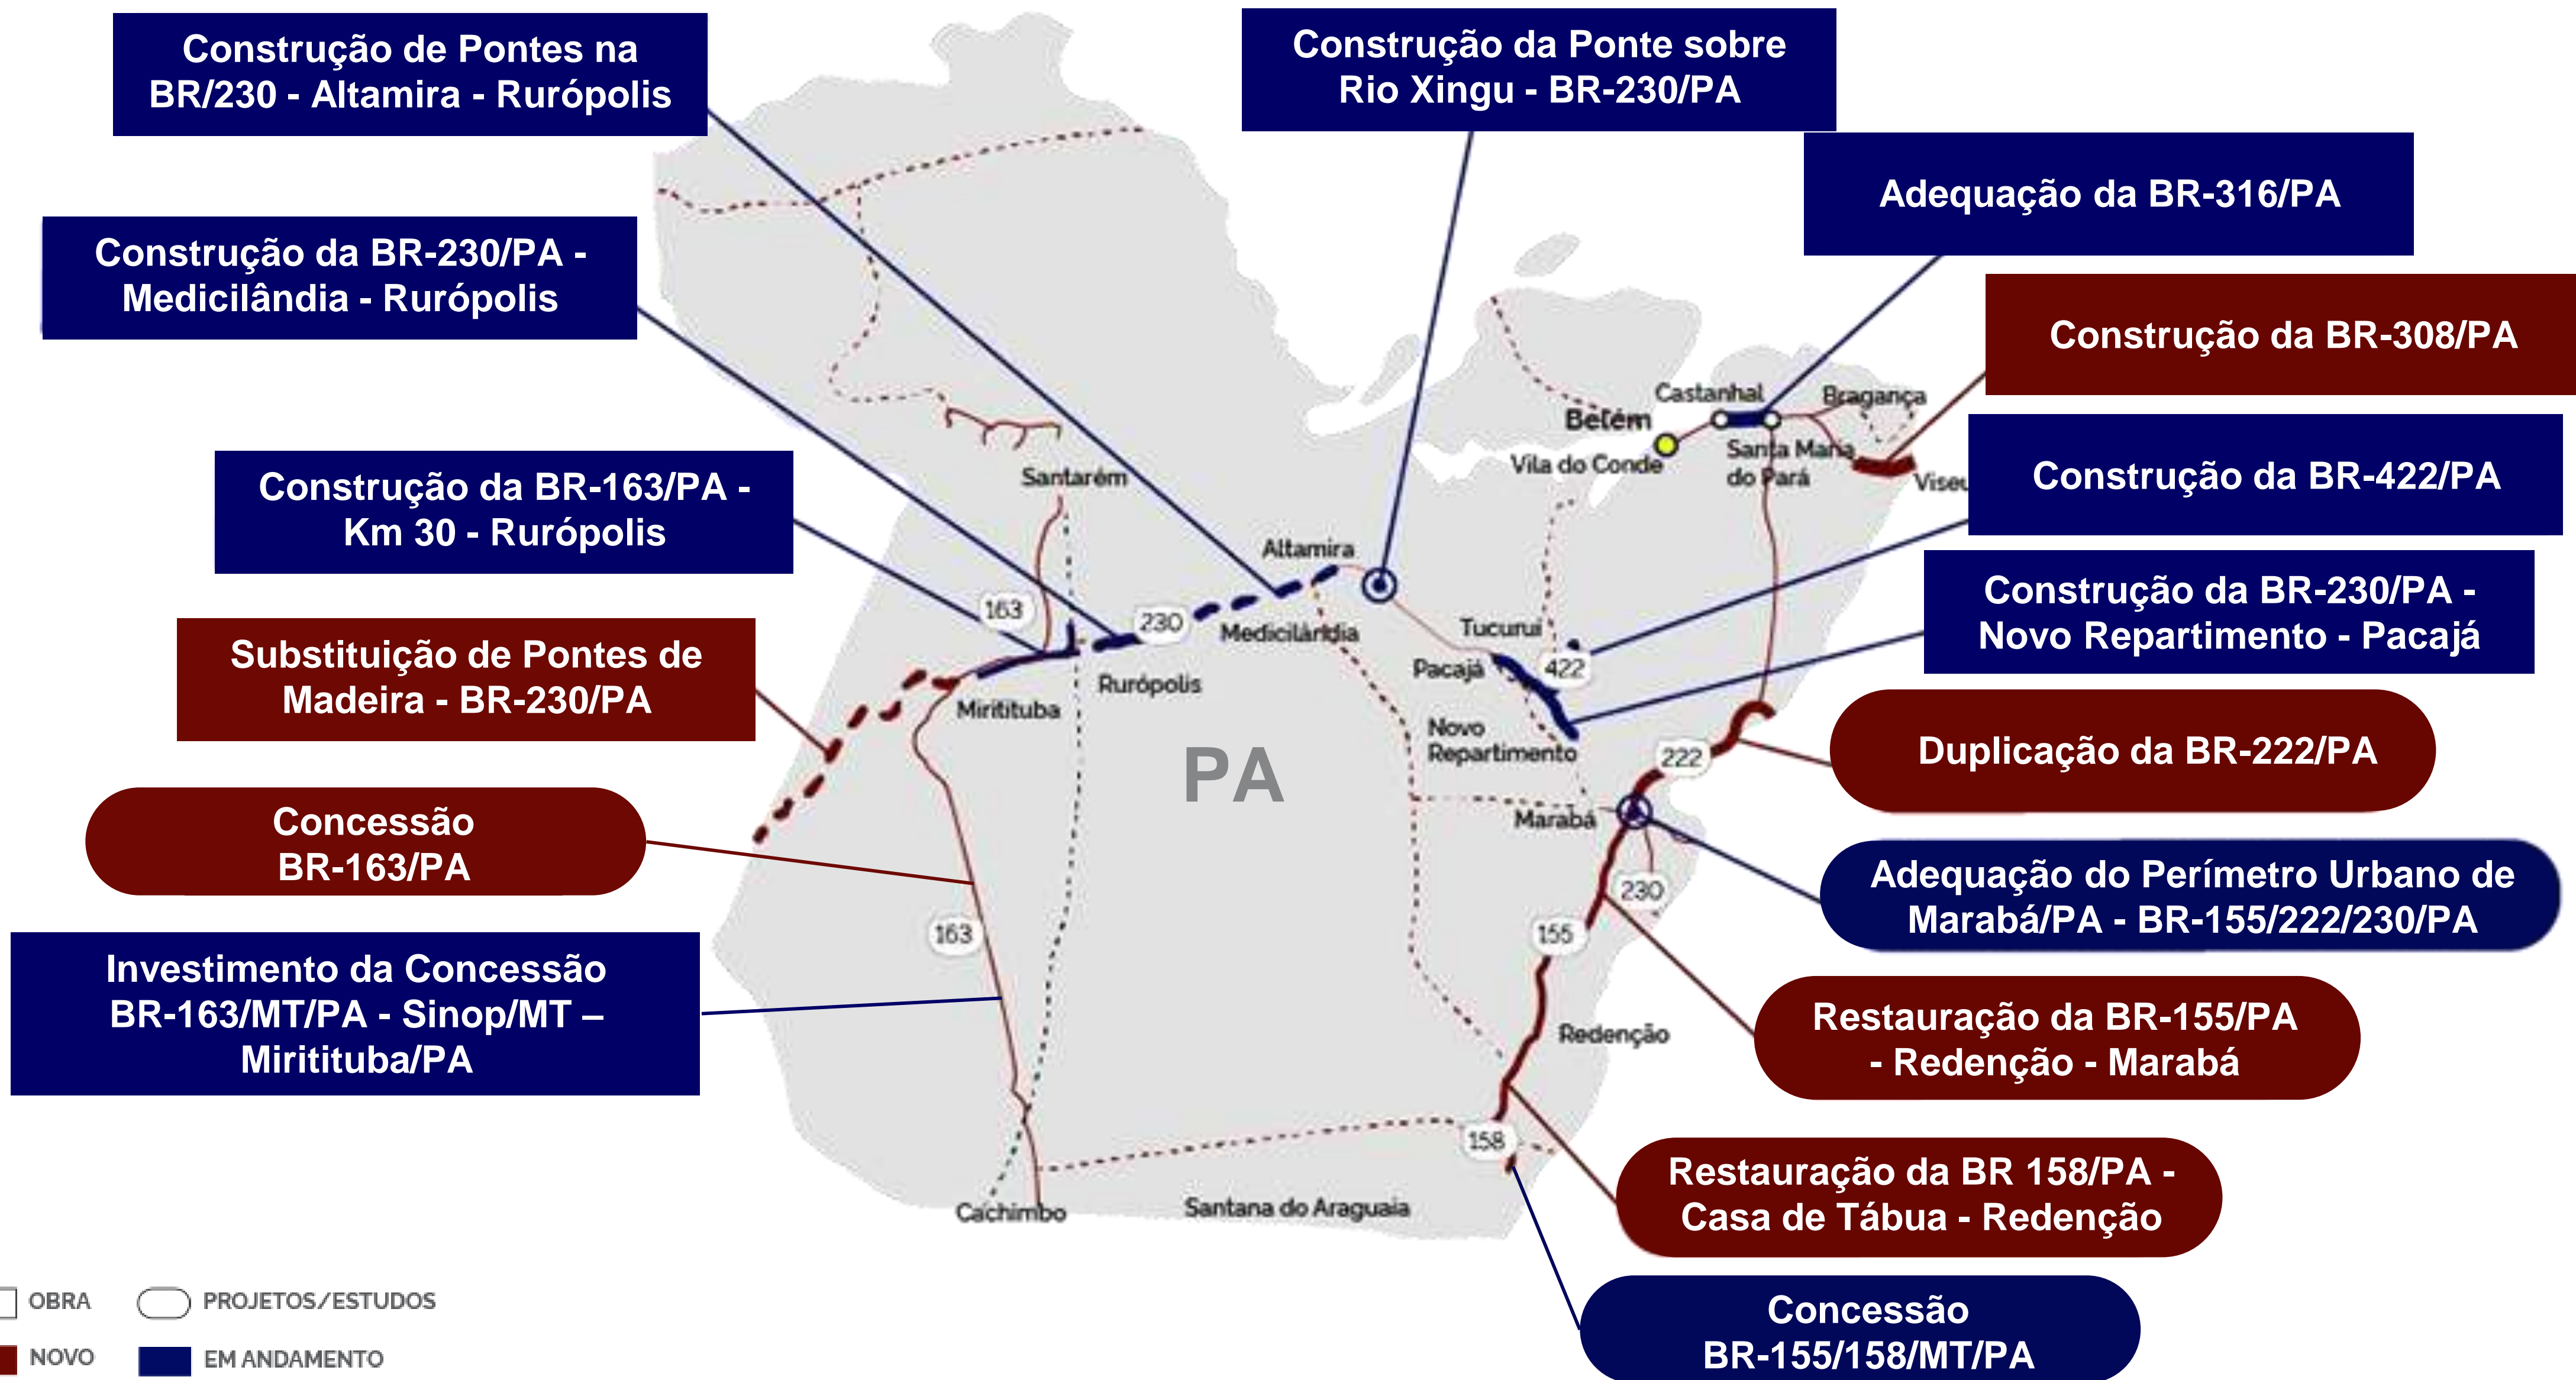 Construção de Pontes na
BR/230 - Altamira - Rurópolis
Construção da Ponte sobre
Rio Xingu - BR-230/PA
Adequação da BR-316/PA
Construção da BR-230/PA -
Medicilândia - Rurópolis
Construção da BR-308/PA
Castanhal
Bragança
Belém
Santa Maria
do Pará
Vila do Conde
Viseu
Construção da BR-422/PA
Construção da BR-163/PA -
Km 30 - Rurópolis
Santarém
Altamira
163
230
Medicilândia
Tucuruí
Pacajá
422
Construção da BR-230/PA -
Novo Repartimento - Pacajá
Substituição de Pontes de
Madeira - BR-230/PA
Rurópolis
Miritituba
Novo
Repartimento
PA
222
Duplicação da BR-222/PA
Concessão
BR-163/PA
Marabá
230
Adequação do Perímetro Urbano de
Marabá/PA - BR-155/222/230/PA
163
155
Investimento da Concessão
BR-163/MT/PA - Sinop/MT –
Miritituba/PA
Redenção
Restauração da BR-155/PA
- Redenção - Marabá
158
Restauração da BR 158/PA -
Casa de Tábua - Redenção
Cachimbo
Santana do Araguaia
Concessão
BR-155/158/MT/PA
OBRA
PROJETOS/ESTUDOS
NOVO
EM ANDAMENTO